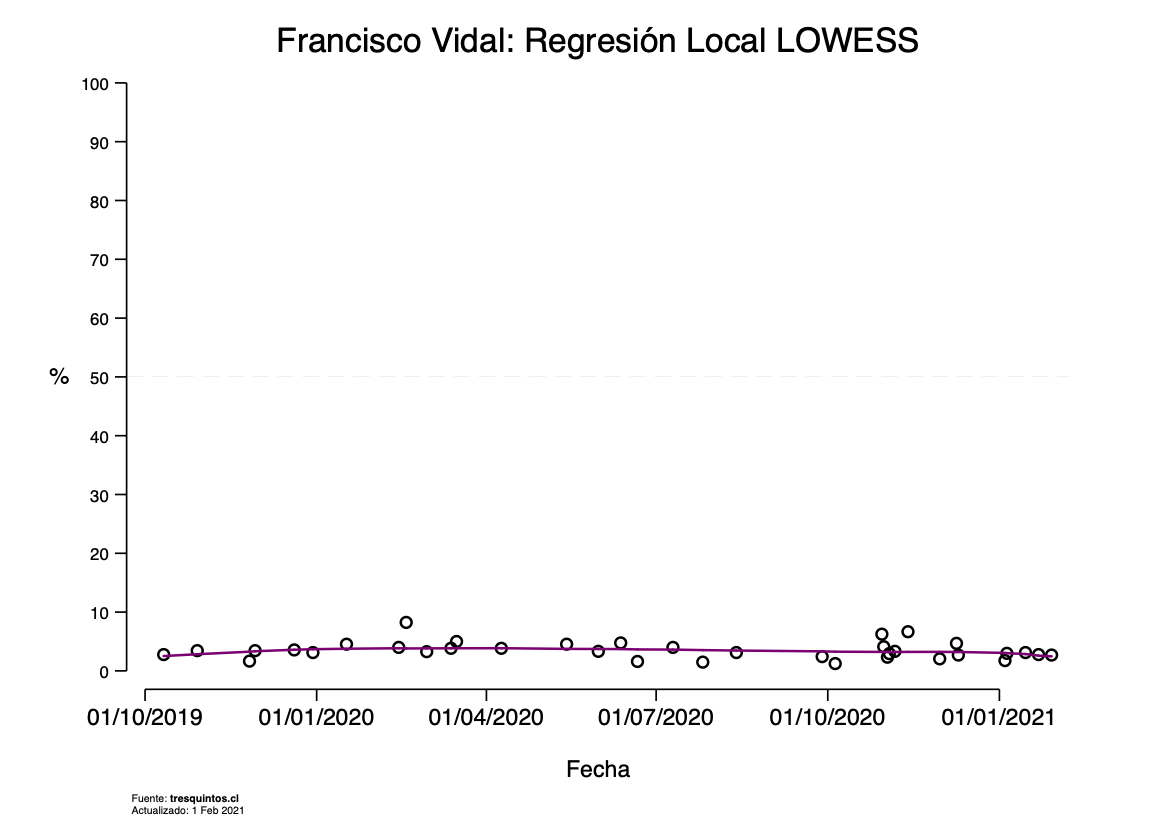 Francisco Vidal: Regresión Local LOWESS
100
90
80
70
60
% 50
40
30
20
10
0
01/10/2019 01/01/2020 01/04/2020 01/07/2020 01/10/2020 01/01/2021
Fecha
Fuente: tresquintos.cl
Actualizado: 1 Feb 2021